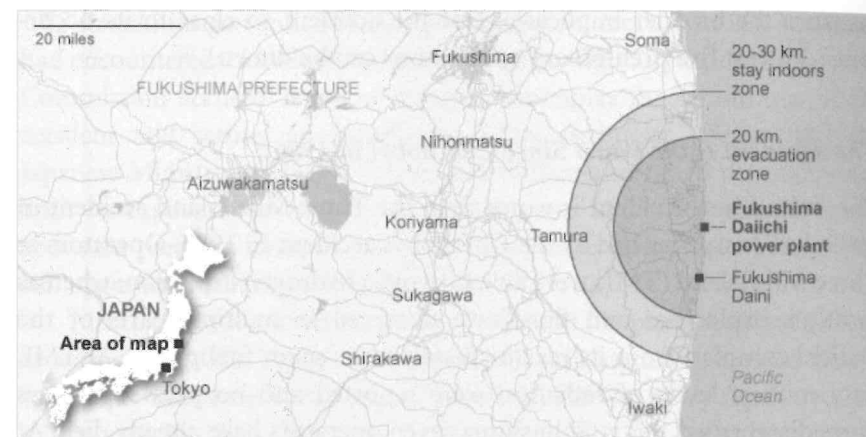 20 miles
FUKUSHIMA PREFECTURE
Fukushima
Soma
Nihonmatsu
Aizuwakamatsu
Koriyama
Tamura
Sukagawa
Shirakawa
Iwaki
20-30 km.
stay indoors
zone
20 km.
evacuation
zone
Fukushima
Daiichi
power plant
Fukushima
Daini
Pacific
Ocean
JAPAN
Area of map
Tokyo